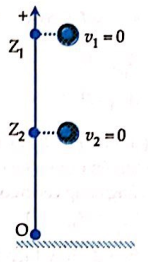 +
Z₁ v₁ = 0
Z₂ v₂ = 0
O